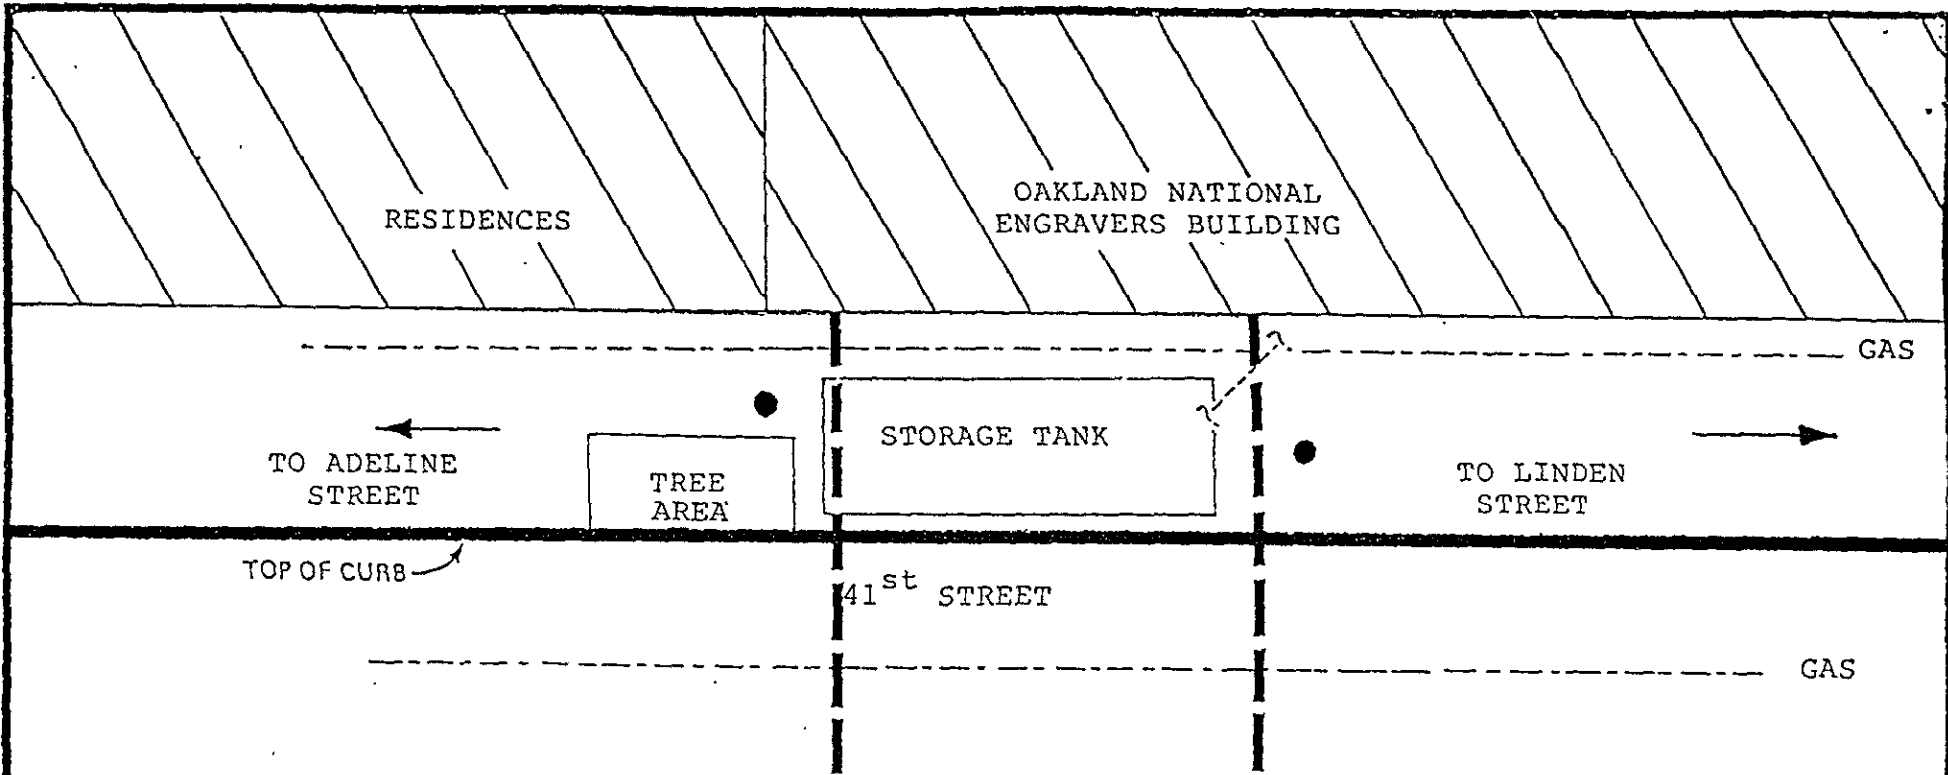 RESIDENCES
OAKLAND NATIONAL
ENGRAVERS BUILDING
GAS
STORAGE TANK
TO ADELINE
STREET
TREE
AREA
TO LINDEN
STREET
TOP OF CURB
41st STREET
GAS